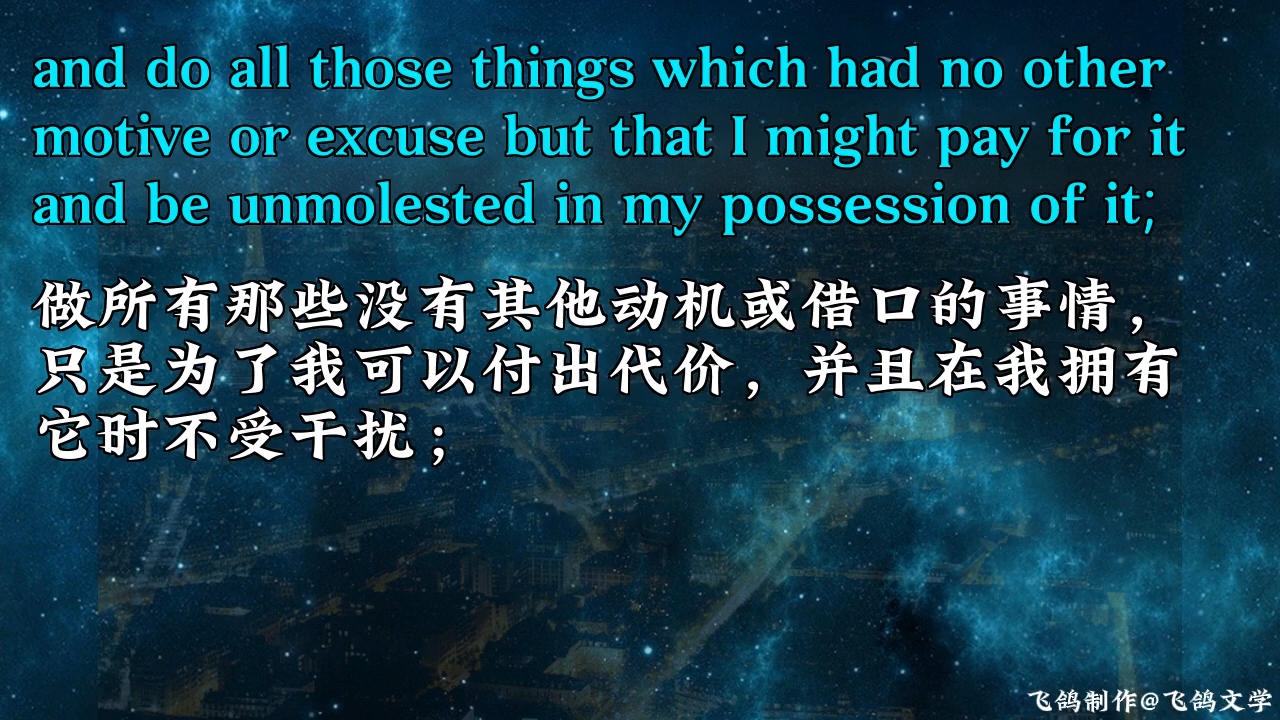 and do all those things which had no other
motive or excuse but that I might pay for it
and be unmolested in my possession of it;
做所有那些没有其他动机或借口的事情，
只是为了我可以付出代价，并且在我拥有
它时不受干扰；
飞鸽制作@飞鸽文学